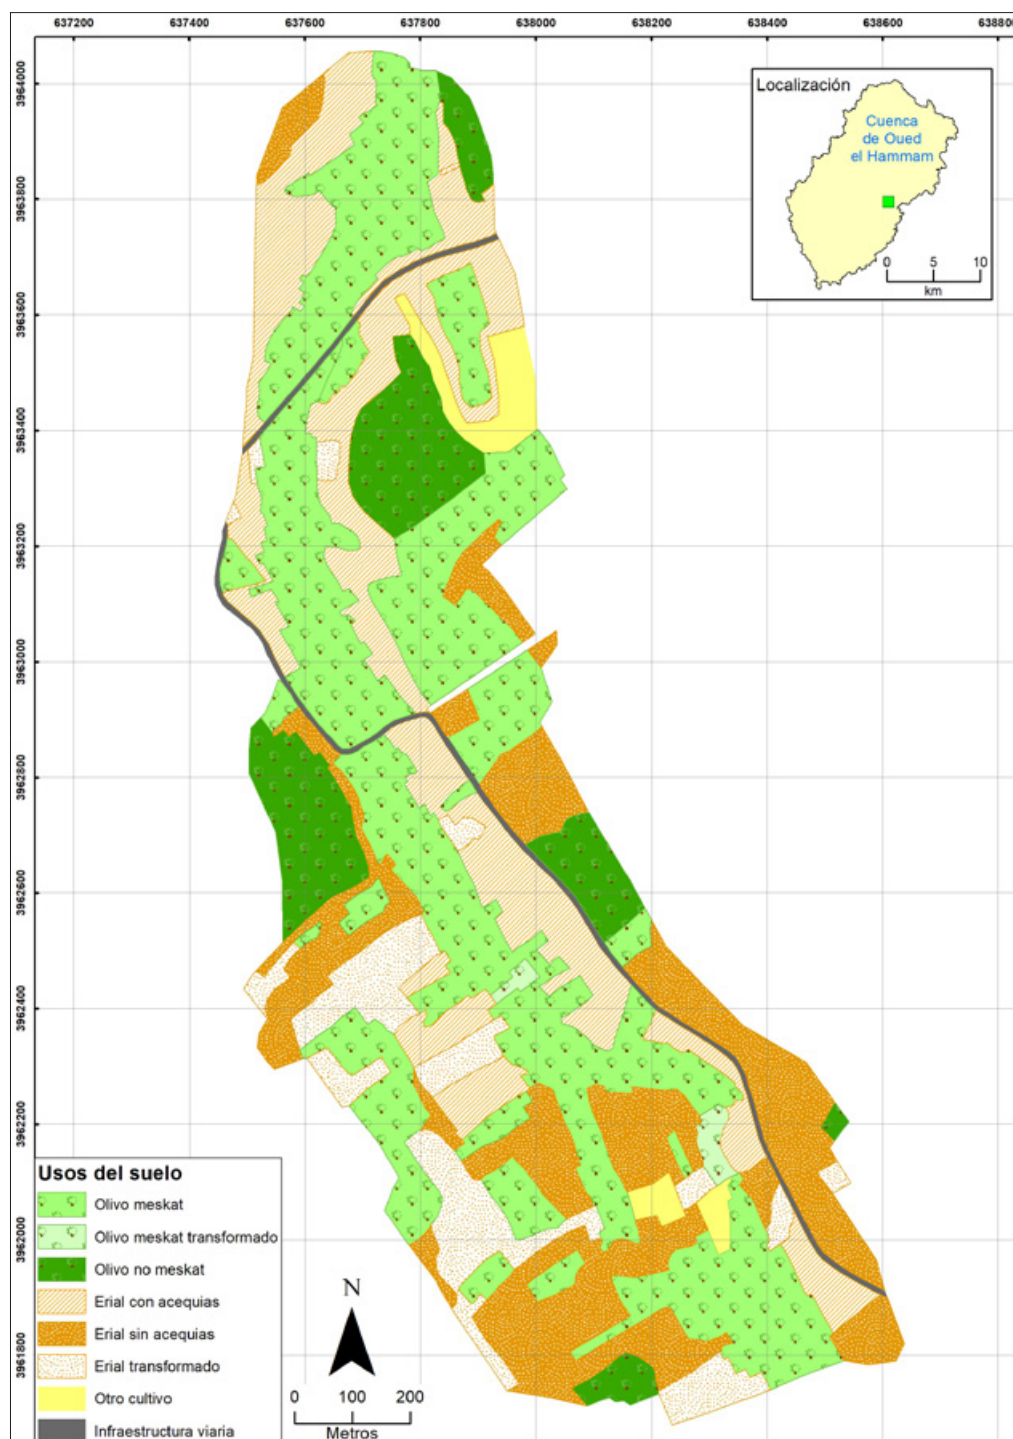 637200 637400 637600 637800 638000 638200 638400 638600 63880
3964000
3963800
3963600
3963400
3963200
3963000
3962800
3962600
3962400
3962200
3962000
3961800
Localización
Cuenca
de Oued
el Hammam
0 5 10
km
Usos del suelo
Olivo meskat
Olivo meskat transformado
Olivo no meskat
Erial con acequias
Erial sin acequias
Erial transformado
Otro cultivo
Infraestructura viaria
N
0 100 200
Metros